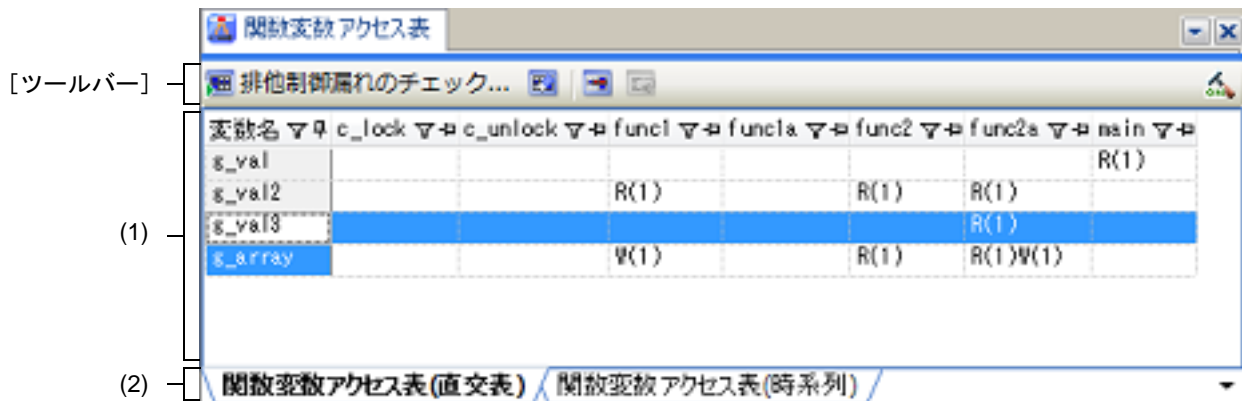 関数変数アクセス表
[ツールバー]
排他制御漏れのチェック...
変数名 c_lock c_unlock func1 func1a func2 func2a main
g_val R(1)
g_val2 R(1) R(1) R(1)
(1)
g_val3 R(1)
g_array W(1) R(1) R(1)W(1)
(2)
関数変数アクセス表(直交表) 関数変数アクセス表(時系列)